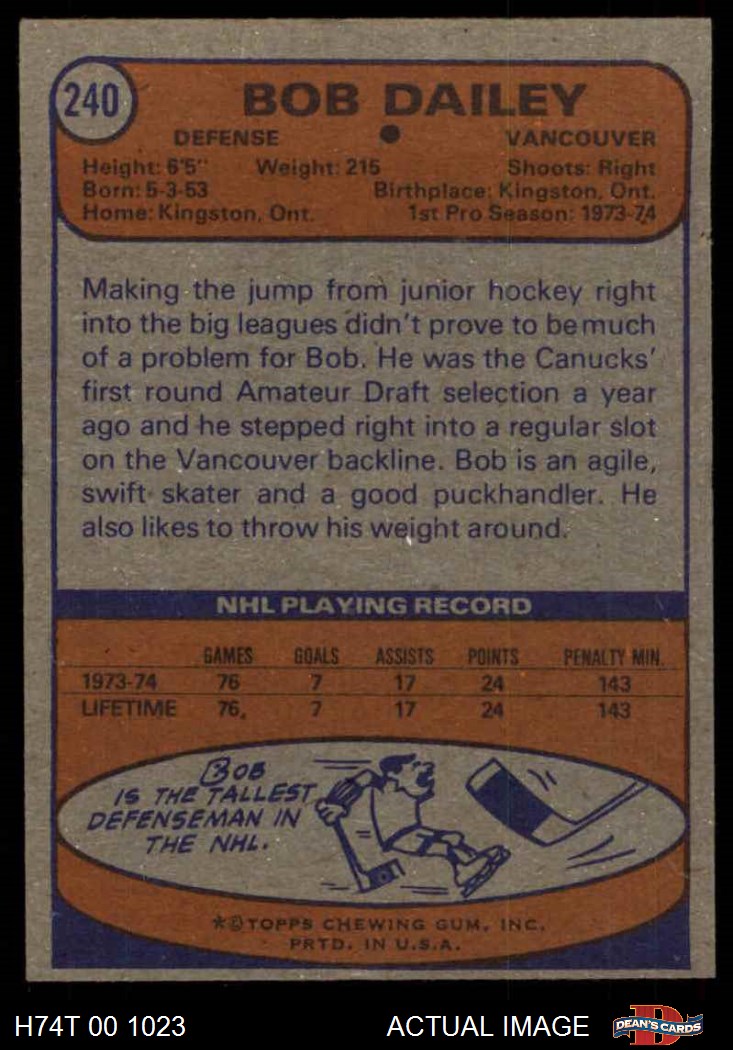 240
BOB DAILEY
DEFENSE ● VANCOUVER
Height: 6'5" Weight: 215 Shoots: Right
Born: 5-3-53 Birthplace: Kingston, Ont.
Home: Kingston, Ont. 1st Pro Season: 1973-74
Making the jump from junior hockey right
into the big leagues didn't prove to be much
of a problem for Bob. He was the Canucks'
first round Amateur Draft selection a year
ago and he stepped right into a regular slot
on the Vancouver backline. Bob is an agile,
swift skater and a good puckhandler. He
also likes to throw his weight around.
NHL PLAYING RECORD
GAMES GOALS ASSISTS POINTS PENALTY MIN.
1973-74 76 7 17 24 143
LIFETIME 76 7 17 24 143
BOB
IS THE TALLEST
DEFENSEMAN IN
THE NHL.
*©TOPPS CHEWING GUM, INC.
PRTD. IN U.S.A.
H74T 00 1023 ACTUAL IMAGE D DEAN'S CARDS